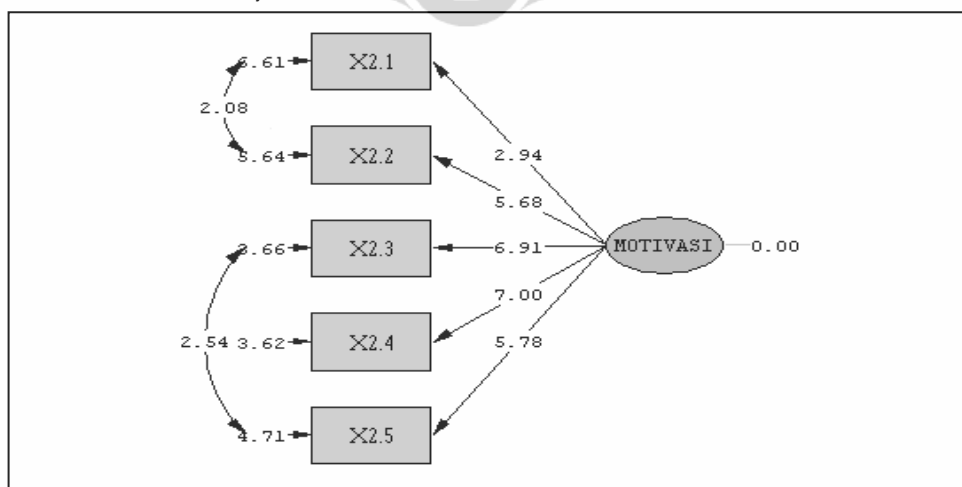 6.61 X2.1
2.08
5.64 X2.2
2.94
5.68
3.66 X2.3 6.91 MOTIVASI 0.00
7.00
2.54 3.62 X2.4 5.78
4.71 X2.5